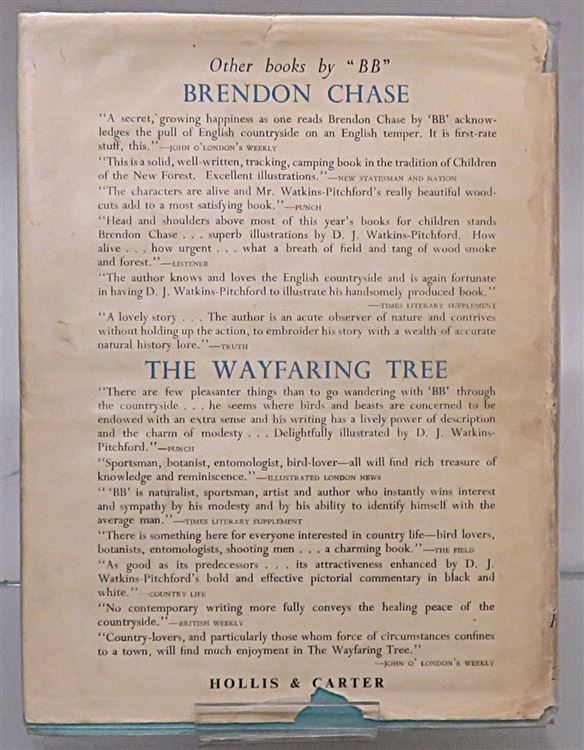 Other books by "BB"
BRENDON CHASE
"A secret, growing happiness as one reads Brendon Chase by 'BB' acknow-
ledges the pull of English countryside on an English temper. It is first-rate
stuff, this."—JOHN O'LONDON'S WEEKLY
"This is a solid, well-written, tracking, camping book in the tradition of Children
of the New Forest. Excellent illustrations."—NEW STATESMAN AND NATION
"The characters are alive and Mr. Watkins-Pitchford's really beautiful wood-
cuts add to a most satisfying book."—PUNCH
"Head and shoulders above most of this year's books for children stands
Brendon Chase . . . superb illustrations by D. J. Watkins-Pitchford. How
alive . . . how urgent . . . what a breath of field and tang of wood smoke
and forest."—LISTENER
"The author knows and loves the English countryside and is again fortunate
in having D. J. Watkins-Pitchford to illustrate his handsomely produced book."
—TIMES LITERARY SUPPLEMENT
"A lovely story . . . The author is an acute observer of nature and contrives
without holding up the action, to embroider his story with a wealth of accurate
natural history lore."—TRUTH
THE WAYFARING TREE
"There are few pleasanter things than to go wandering with 'BB' through
the countryside . . . he seems where birds and beasts are concerned to be
endowed with an extra sense and his writing has a lively power of description
and the charm of modesty . . . Delightfully illustrated by D. J. Watkins-
Pitchford."—PUNCH
"Sportsman, botanist, entomologist, bird-lover—all will find rich treasure of
knowledge and reminiscence."—ILLUSTRATED LONDON NEWS
" 'BB' is naturalist, sportsman, artist and author who instantly wins interest
and sympathy by his modesty and by his ability to identify himself with the
average man."—TIMES LITERARY SUPPLEMENT
"There is something here for everyone interested in country life—bird lovers,
botanists, entomologists, shooting men . . . a charming book."—THE FIELD
"As good as its predecessors . . . its attractiveness enhanced by D. J.
Watkins-Pitchford's bold and effective pictorial commentary in black and
white."—COUNTRY LIFE
"No contemporary writing more fully conveys the healing peace of the
countryside."—BRITISH WEEKLY
"Country-lovers, and particularly those whom force of circumstances confines
to a town, will find much enjoyment in The Wayfaring Tree."
—JOHN O' LONDON'S WEEKLY
HOLLIS & CARTER